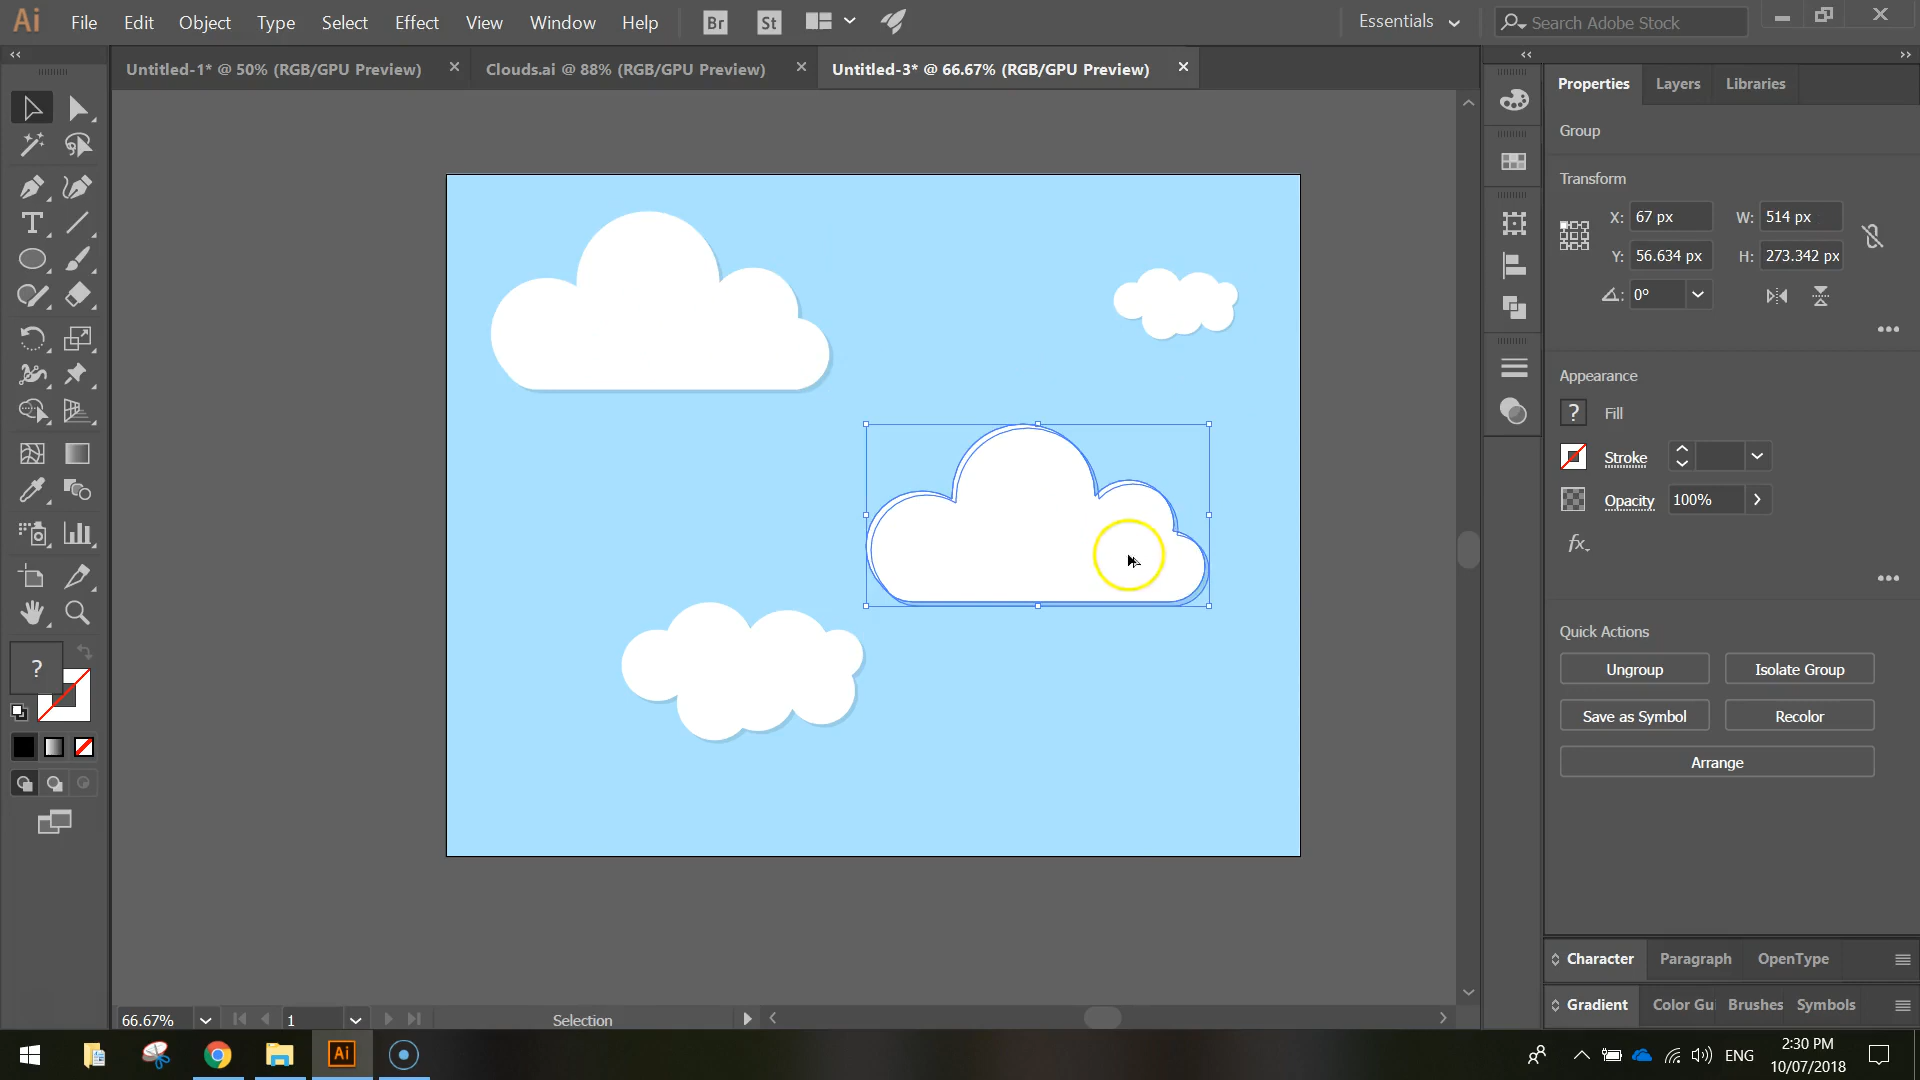 Ai File Edit Object Select Type Effect View Window Help Br St Essentials Search Adobe Stock
Untitled-1* @ 50% (RGB/GPU Preview) Clouds.ai @ 88% (RGB/GPU Preview) Untitled-3* @ 66.67% (RGB/GPU Preview)
Properties Layers Libraries
Group
Transform
X: 67 px W: 514 px
Y: 56.634 px H: 273.342 px
0°
Appearance
? Fill
Stroke
Opacity 100%
fx
Quick Actions
Ungroup Isolate Group
Save as Symbol Recolor
Arrange
T
?
Character Paragraph OpenType
Gradient Color Gui Brushes Symbols
66.67% 1 Selection
Ai ENG 2:30 PM
10/07/2018